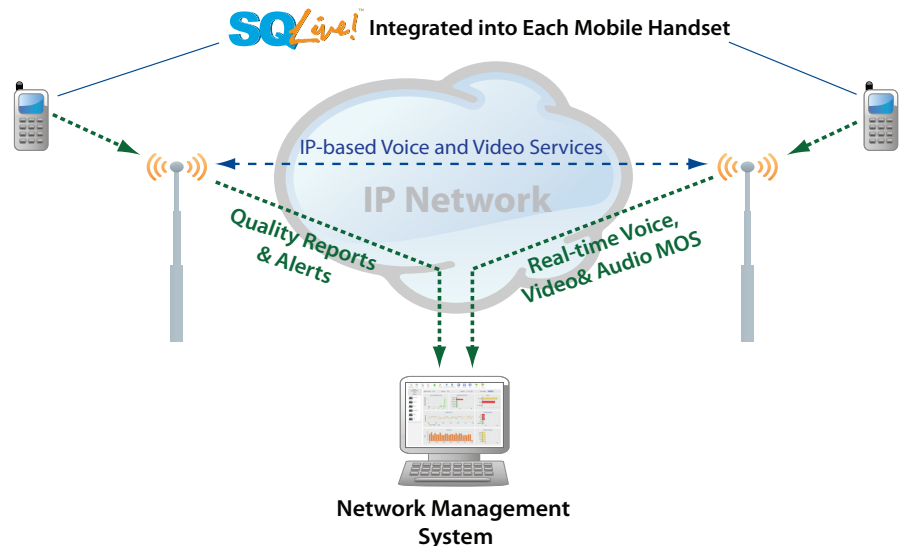 SQLive!™ Integrated into Each Mobile Handset
IP-based Voice and Video Services
IP Network
Quality Reports
& Alerts
Real-time Voice,
Video& Audio MOS
Network Management
System